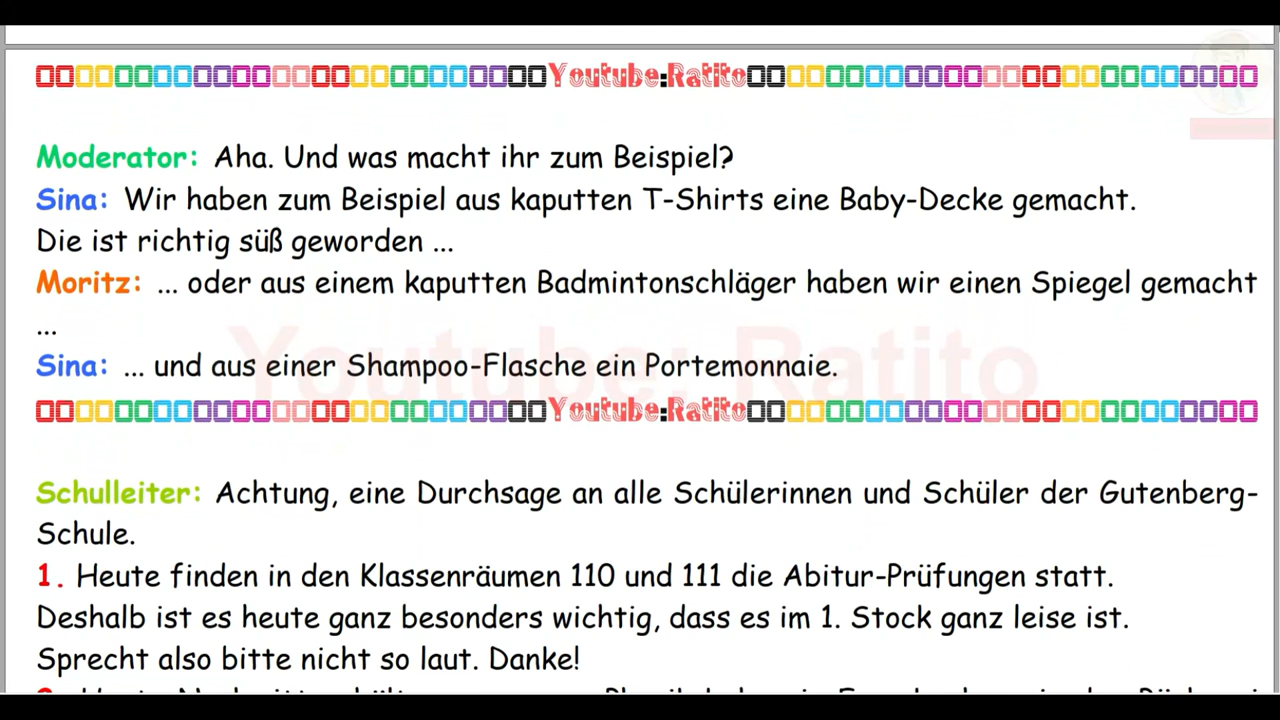 Youtube:Ratito
Moderator: Aha. Und was macht ihr zum Beispiel?
Sina: Wir haben zum Beispiel aus kaputten T-Shirts eine Baby-Decke gemacht.
Die ist richtig süß geworden ...
Moritz: ... oder aus einem kaputten Badmintonschläger haben wir einen Spiegel gemacht
...
Youtube: Ratito
Sina: ... und aus einer Shampoo-Flasche ein Portemonnaie.
Youtube:Ratito
Schulleiter: Achtung, eine Durchsage an alle Schülerinnen und Schüler der Gutenberg-
Schule.
1. Heute finden in den Klassenräumen 110 und 111 die Abitur-Prüfungen statt.
Deshalb ist es heute ganz besonders wichtig, dass es im 1. Stock ganz leise ist.
Sprecht also bitte nicht so laut. Danke!